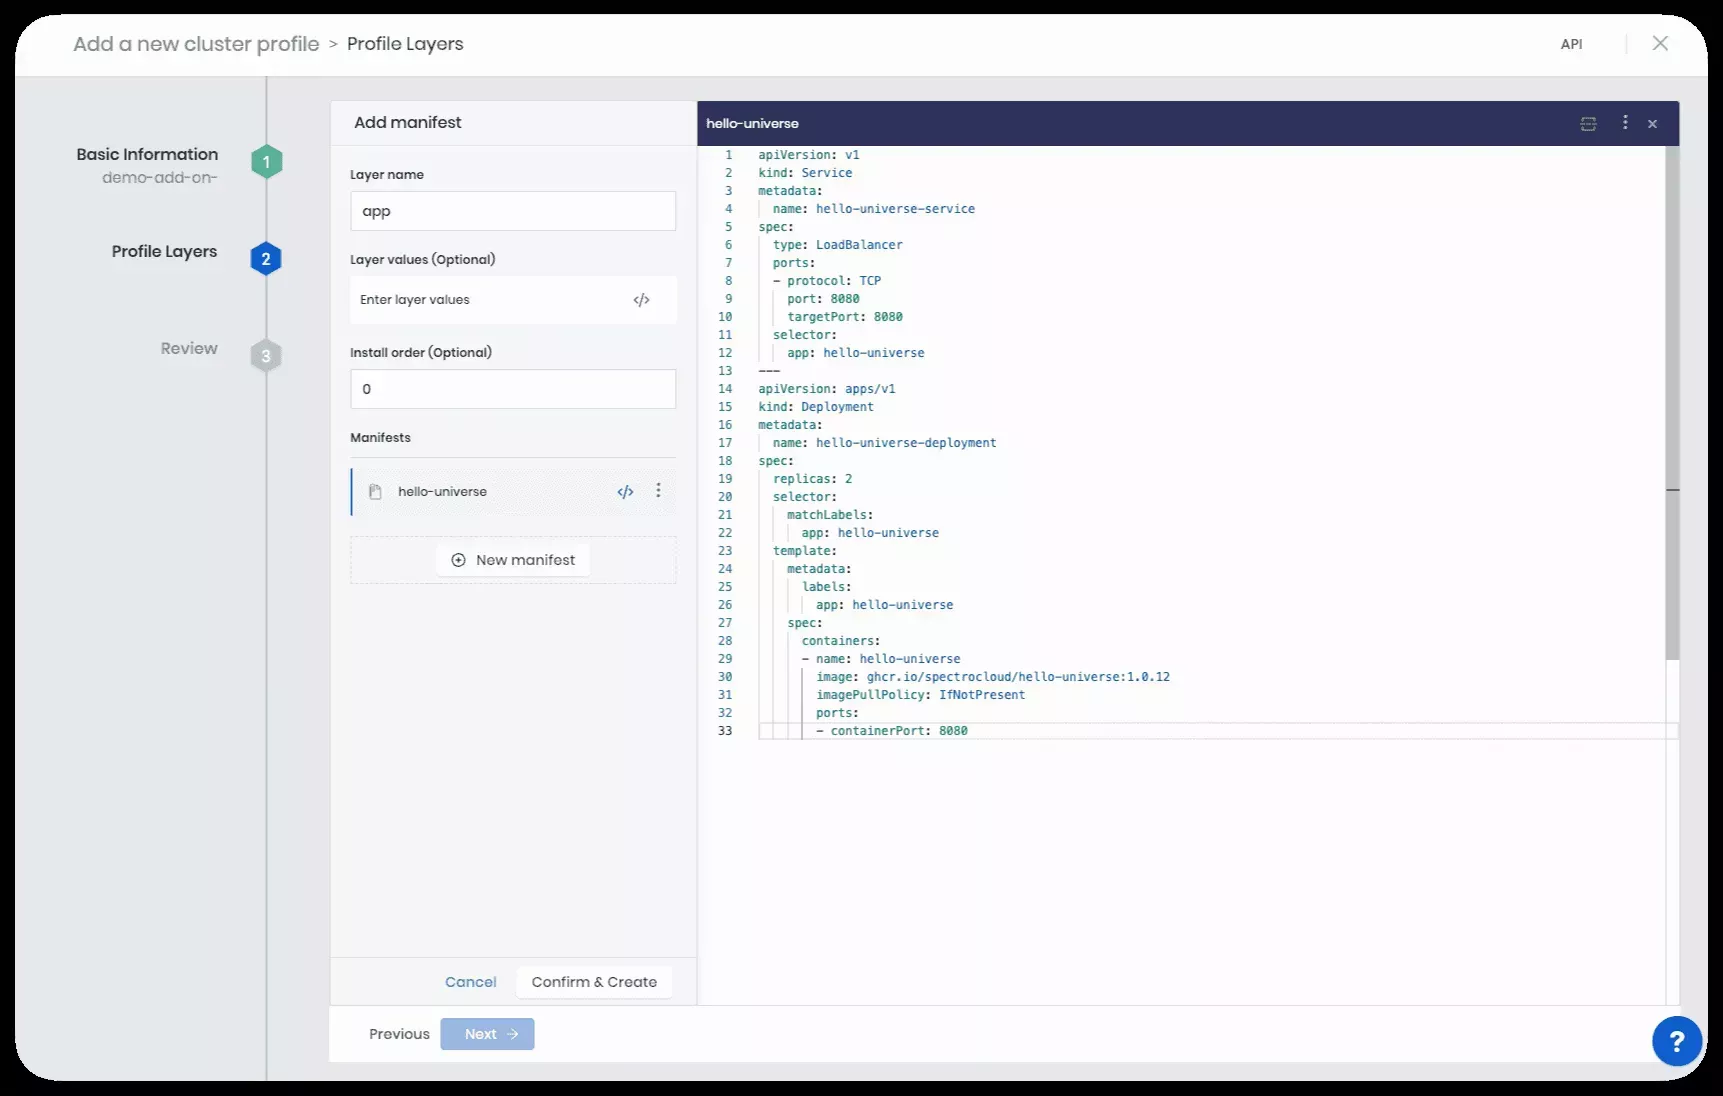 Add a new cluster profile > Profile Layers
API
Basic Information
demo-add-on-
1
Profile Layers
2
Review
3
Add manifest
Layer name
app
Layer values (Optional)
Enter layer values </>
Install order (Optional)
0
Manifests
hello-universe </>
New manifest
Cancel Confirm & Create
Previous Next →
hello-universe
1 apiVersion: v1
2 kind: Service
3 metadata:
4   name: hello-universe-service
5 spec:
6   type: LoadBalancer
7   ports:
8   - protocol: TCP
9     port: 8080
10     targetPort: 8080
11   selector:
12     app: hello-universe
13 ---
14 apiVersion: apps/v1
15 kind: Deployment
16 metadata:
17   name: hello-universe-deployment
18 spec:
19   replicas: 2
20   selector:
21     matchLabels:
22       app: hello-universe
23   template:
24     metadata:
25       labels:
26         app: hello-universe
27     spec:
28       containers:
29       - name: hello-universe
30         image: ghcr.io/spectrocloud/hello-universe:1.0.12
31         imagePullPolicy: IfNotPresent
32         ports:
33         - containerPort: 8080
?